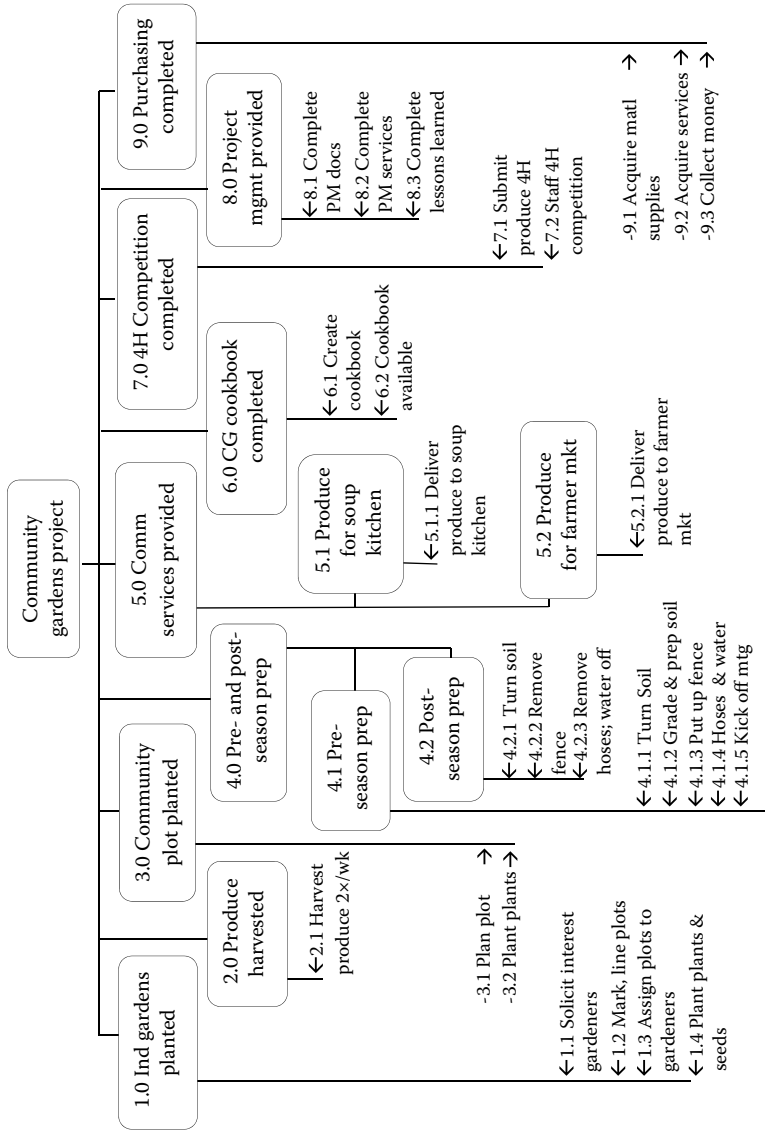 Community
gardens project
1.0 Ind gardens
planted
←1.1 Solicit interest
gardeners
←1.2 Mark, line plots
←1.3 Assign plots to
gardeners
←1.4 Plant plants &
seeds
2.0 Produce
harvested
←2.1 Harvest
produce 2×/wk
3.0 Community
plot planted
-3.1 Plan plot →
-3.2 Plant plants→
4.0 Pre- and post-
season prep
4.1 Pre-
season prep
←4.1.1 Turn Soil
←4.1.2 Grade & prep soil
←4.1.3 Put up fence
←4.1.4 Hoses & water
←4.1.5 Kick off mtg
4.2 Post-
season prep
←4.2.1 Turn soil
←4.2.2 Remove
fence
←4.2.3 Remove
hoses; water off
5.0 Comm
services provided
5.1 Produce
for soup
kitchen
←5.1.1 Deliver
produce to soup
kitchen
5.2 Produce
for farmer mkt
←5.2.1 Deliver
produce to farmer
mkt
6.0 CG cookbook
completed
←6.1 Create
cookbook
←6.2 Cookbook
available
7.0 4H Competition
completed
←7.1 Submit
produce 4H
←7.2 Staff 4H
competition
8.0 Project
mgmt provided
←8.1 Complete
PM docs
←8.2 Complete
PM services
←8.3 Complete
lessons learned
9.0 Purchasing
completed
-9.1 Acquire matl →
supplies
-9.2 Acquire services →
-9.3 Collect money →